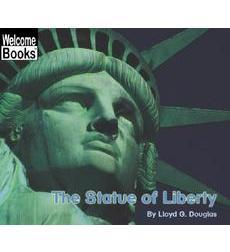 Welcome
Books
The Statue of Liberty
By Lloyd G. Douglas